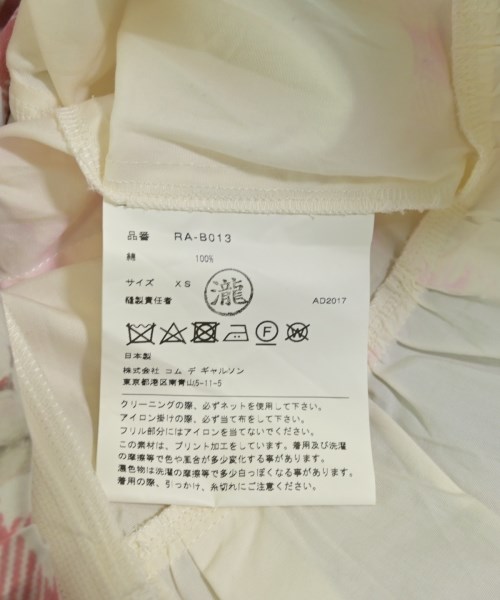 品番 RA-B013
綿 100%
サイズ XS
縫製責任者 瀧 AD2017
F W
日本製
株式会社 コム デ ギャルソン
東京都港区南青山5-11-5
クリーニングの際、必ずネットを使用して下さい。
アイロン掛けの際、必ず当て布をして下さい。
フリル部分にはアイロンを当てないでください。
この素材は、プリント加工をしています。着用及び洗濯
の摩擦等で色や風合が多少変化する事があります。
濃色物は洗濯の摩擦等で多少白っぽくなる事があります。
着用の際、引っかけ、糸切れにご注意ください。